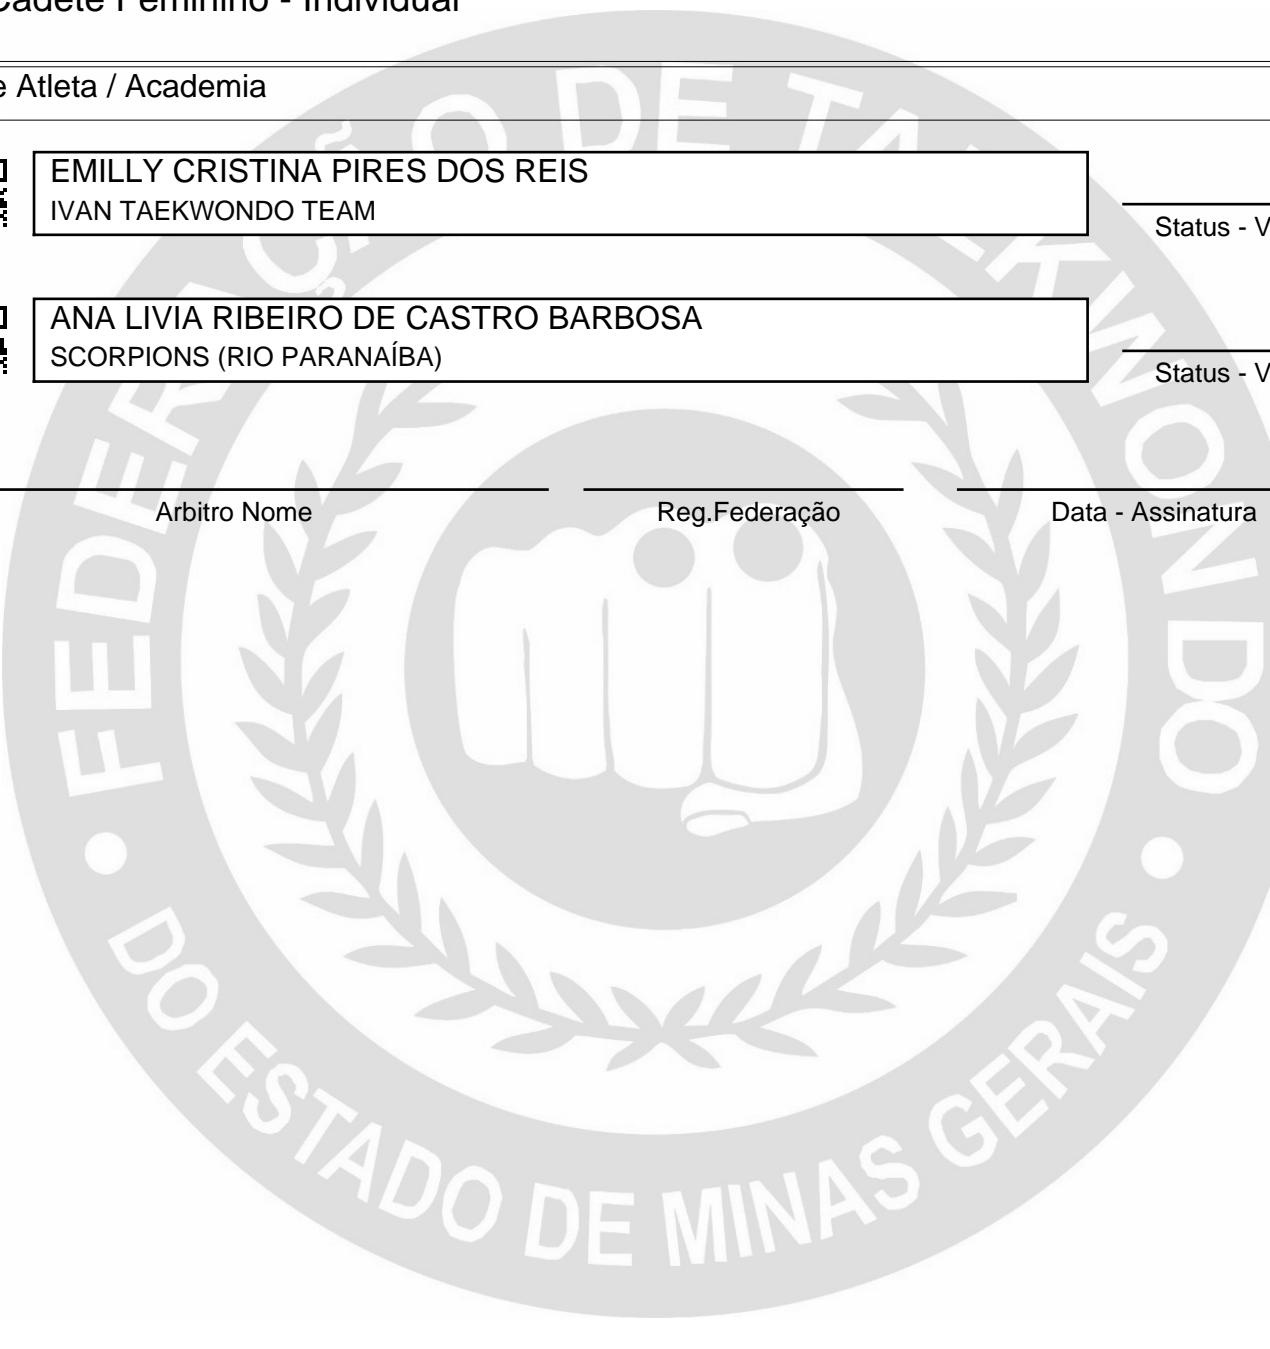 Cadete Feminino - Individual
e Atleta / Academia
EMILLY CRISTINA PIRES DOS REIS
IVAN TAEKWONDO TEAM
Status - V
ANA LIVIA RIBEIRO DE CASTRO BARBOSA
SCORPIONS (RIO PARANAÍBA)
Status - V
Arbitro Nome Reg.Federação Data - Assinatura
FEDERAÇÃO DE TAEKWONDO
DO ESTADO DE MINAS GERAIS